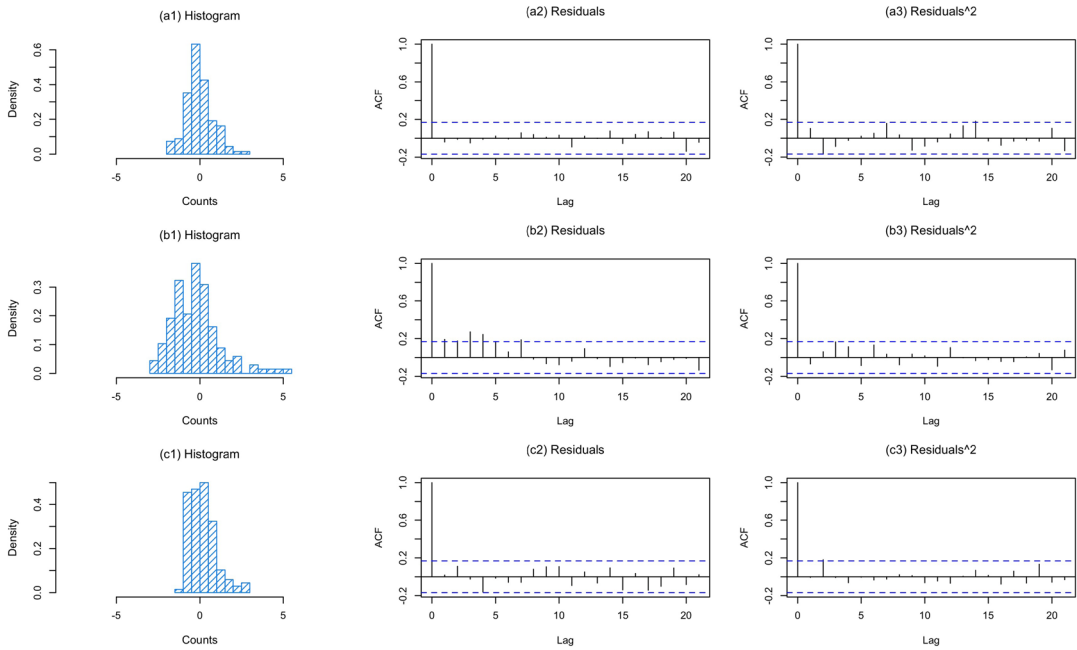 (a1) Histogram
Density
0.0 0.2 0.4 0.6
-5 0 5
Counts
(a2) Residuals
ACF
-0.2 0.2 0.6 1.0
0 5 10 15 20
Lag
(a3) Residuals^2
ACF
-0.2 0.2 0.6 1.0
0 5 10 15 20
Lag
(b1) Histogram
Density
0.0 0.1 0.2 0.3
-5 0 5
Counts
(b2) Residuals
ACF
-0.2 0.2 0.6 1.0
0 5 10 15 20
Lag
(b3) Residuals^2
ACF
-0.2 0.2 0.6 1.0
0 5 10 15 20
Lag
(c1) Histogram
Density
0.0 0.2 0.4
-5 0 5
Counts
(c2) Residuals
ACF
-0.2 0.2 0.6 1.0
0 5 10 15 20
Lag
(c3) Residuals^2
ACF
-0.2 0.2 0.6 1.0
0 5 10 15 20
Lag